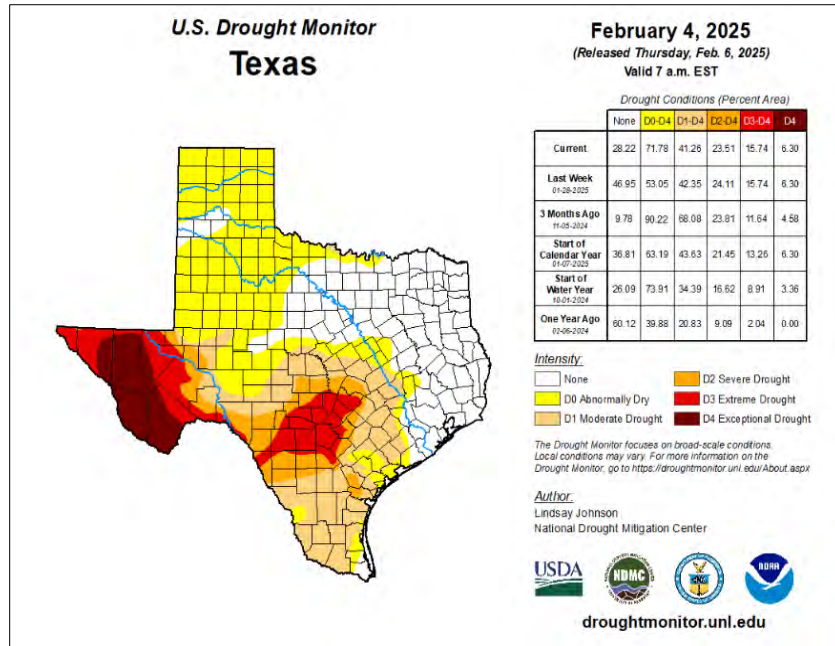 U.S. Drought Monitor
Texas
February 4, 2025
(Released Thursday, Feb. 6, 2025)
Valid 7 a.m. EST
Drought Conditions (Percent Area)
None D0-D4 D1-D4 D2-D4 D3-D4 D4
Current 28.22 71.78 41.26 23.51 15.74 6.30
Last Week 01-28-2025 46.95 53.05 42.35 24.11 15.74 6.30
3 Months Ago 11-05-2024 9.78 90.22 68.08 23.81 11.64 4.58
Start of Calendar Year 01-07-2025 36.81 63.19 43.63 21.45 13.26 6.30
Start of Water Year 10-01-2024 26.09 73.91 34.39 16.62 8.91 3.36
One Year Ago 02-06-2024 60.12 39.88 20.83 9.09 2.04 0.00
Intensity:
None
D0 Abnormally Dry
D1 Moderate Drought
D2 Severe Drought
D3 Extreme Drought
D4 Exceptional Drought
The Drought Monitor focuses on broad-scale conditions.
Local conditions may vary. For more information on the
Drought Monitor, go to https://droughtmonitor.unl.edu/About.aspx
Author:
Lindsay Johnson
National Drought Mitigation Center
USDA
NDMC
NOAA
droughtmonitor.unl.edu